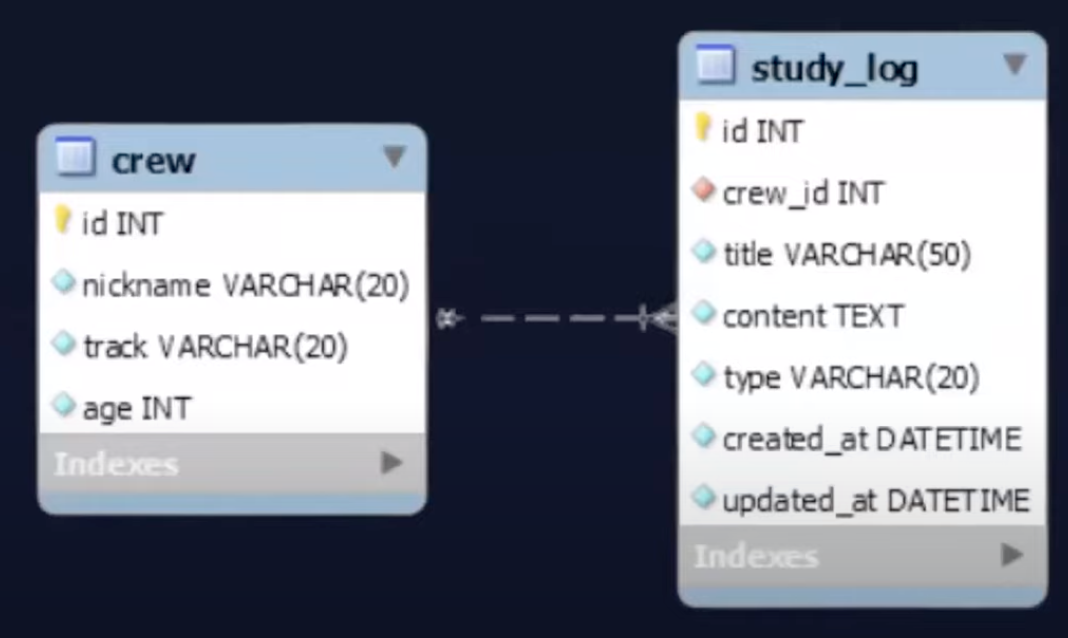 crew
id INT
nickname VARCHAR(20)
track VARCHAR(20)
age INT
Indexes
study_log
id INT
crew_id INT
title VARCHAR(50)
content TEXT
type VARCHAR(20)
created_at DATETIME
updated_at DATETIME
Indexes